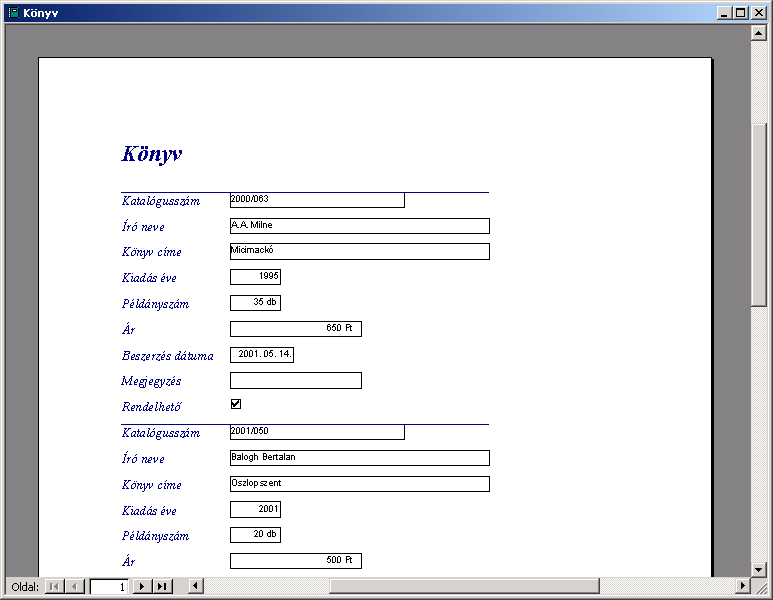 Könyv
Könyv
Katalógusszám 2000/063
Író neve A.A. Milne
Könyv címe Micimackó
Kiadás éve 1995
Példányszám 35 db
Ár 650 Ft
Beszerzés dátuma 2001. 05. 14.
Megjegyzés
Rendelhető
Katalógusszám 2001/050
Író neve Balogh Bertalan
Könyv címe Oszlopszent
Kiadás éve 2001
Példányszám 20 db
Ár 500 Ft
Oldal: 1